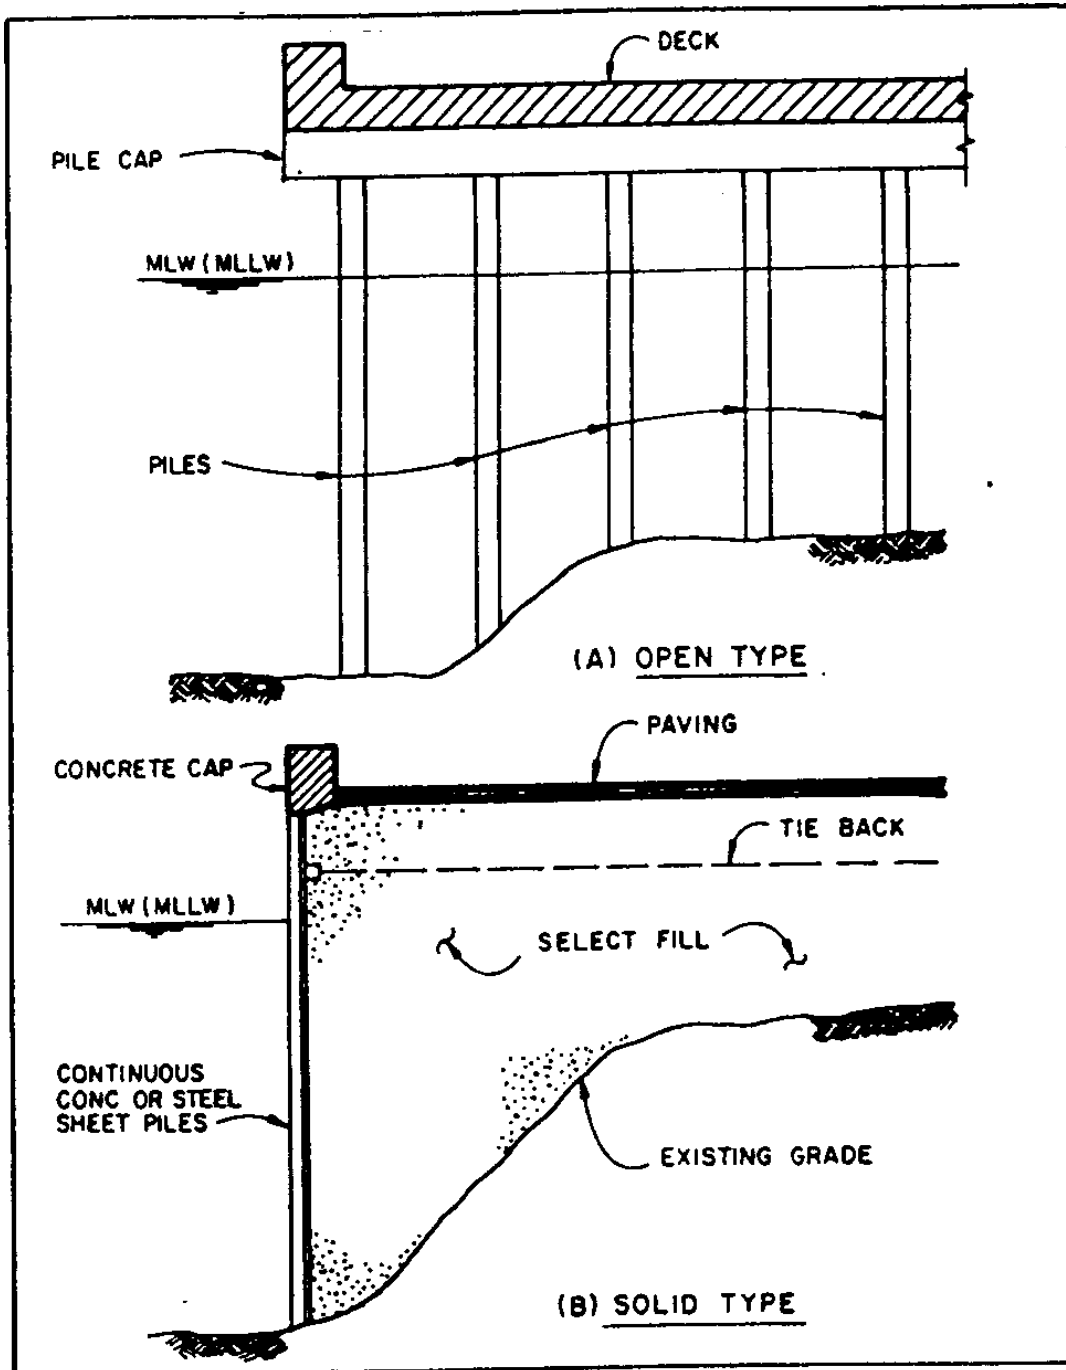 DECK
PILE CAP
MLW (MLLW)
PILES
(A) OPEN TYPE
PAVING
CONCRETE CAP
TIE BACK
MLW (MLLW)
SELECT FILL
CONTINUOUS
CONC OR STEEL
SHEET PILES
EXISTING GRADE
(B) SOLID TYPE